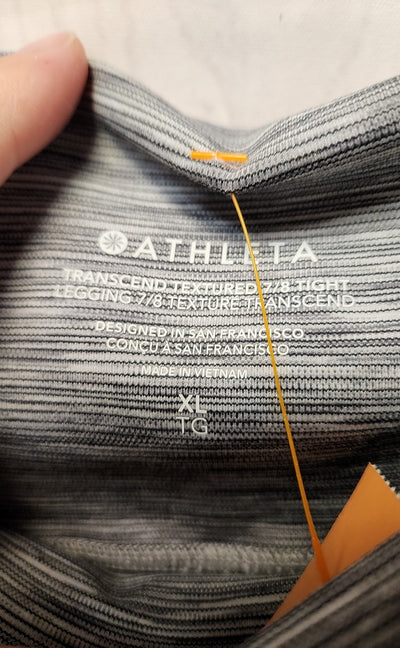 ATHLETA
TRANSCEND TEXTURED 7/8 TIGHT
LEGGING 7/8 TEXTURE TRANSCEND
DESIGNED IN SAN FRANCISCO
CONÇU À SAN FRANCISCO
MADE IN VIETNAM
XL
TG